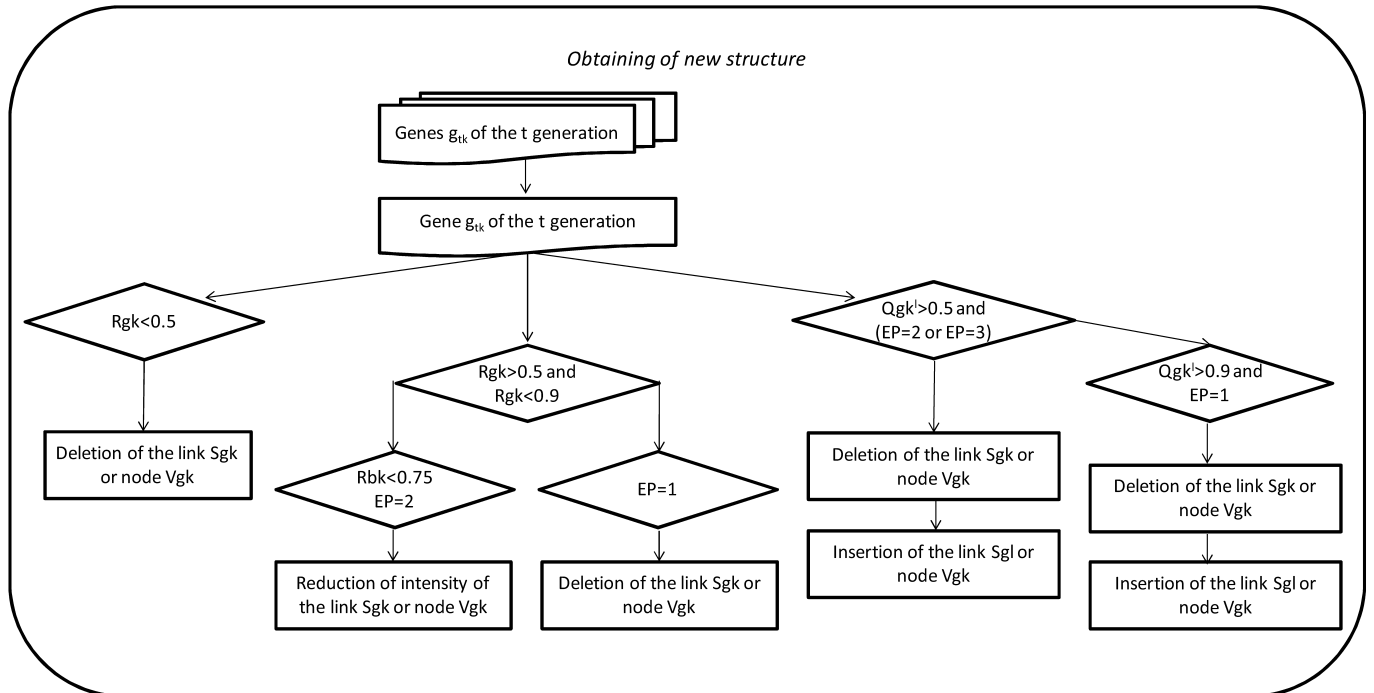 Obtaining of new structure
Genes gtk of the t generation
Gene gtk of the t generation
Rgk<0.5
Deletion of the link Sgk
or node Vgk
Rgk>0.5 and
Rgk<0.9
Rbk<0.75
EP=2
Reduction of intensity of
the link Sgk or node Vgk
EP=1
Deletion of the link Sgk or
node Vgk
Qgkˡ>0.5 and
(EP=2 or EP=3)
Deletion of the link Sgk or
node Vgk
Insertion of the link Sgl or
node Vgk
Qgkˡ>0.9 and
EP=1
Deletion of the link Sgk or
node Vgk
Insertion of the link Sgl or
node Vgk